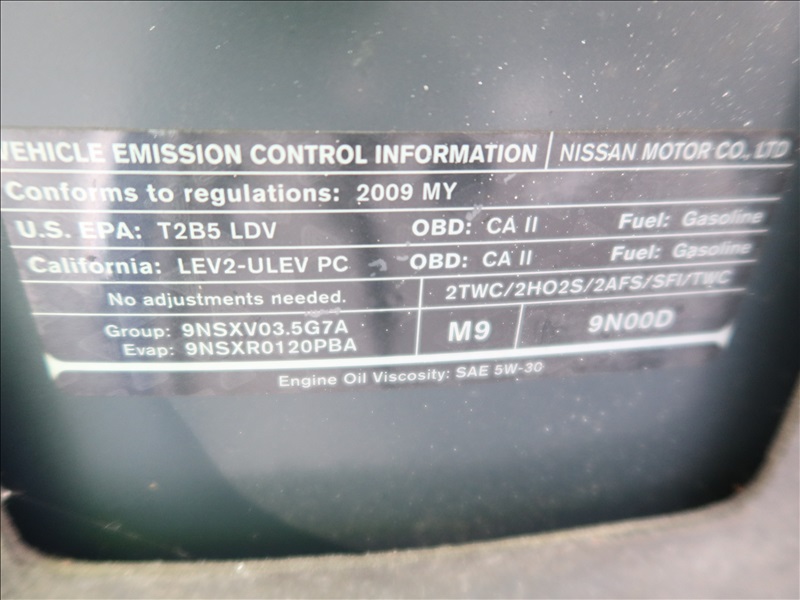 VEHICLE EMISSION CONTROL INFORMATION NISSAN MOTOR CO., LTD
Conforms to regulations: 2009 MY
U.S. EPA: T2B5 LDV OBD: CA II Fuel: Gasoline
California: LEV2-ULEV PC OBD: CA II Fuel: Gasoline
No adjustments needed. 2TWC/2HO2S/2AFS/SFI/TWC
Group: 9NSXV03.5G7A M9 9N00D
Evap: 9NSXR0120PBA
Engine Oil Viscosity: SAE 5W-30